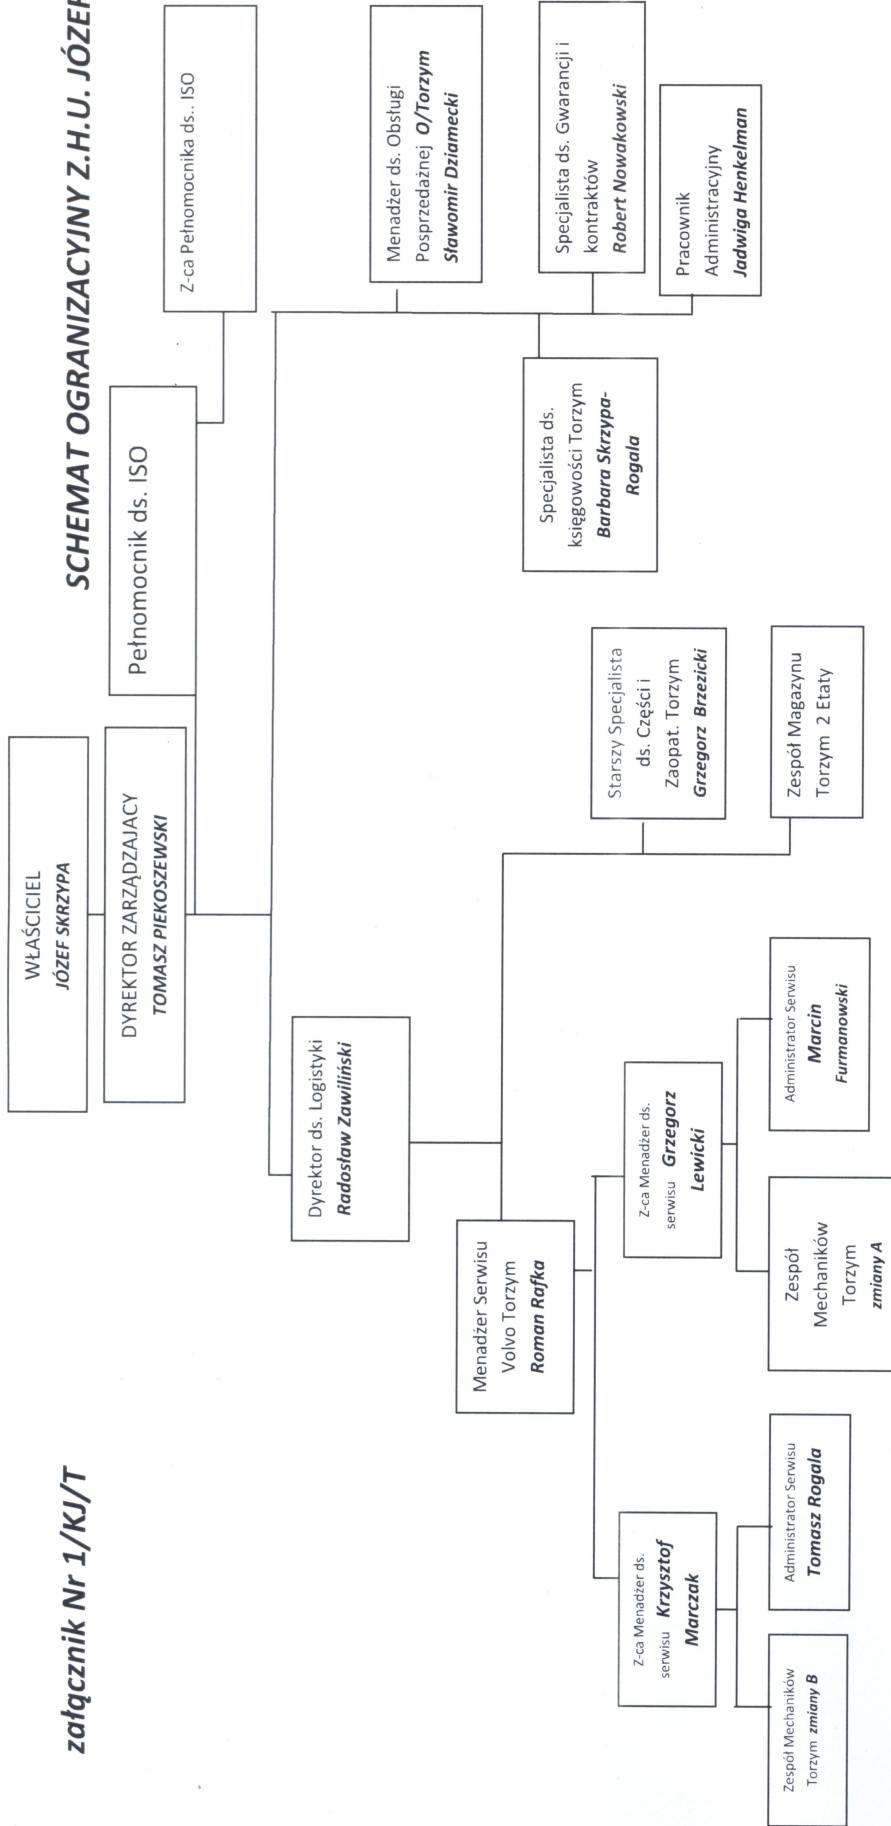 załącznik Nr 1/KJ/T
SCHEMAT OGRANIZACYJNY Z.H.U. JÓZEF
WŁAŚCICIEL
JÓZEF SKRZYPA
DYREKTOR ZARZĄDZAJACY
TOMASZ PIEKOSZEWSKI
Pełnomocnik ds. ISO
Z-ca Pełnomocnika ds.. ISO
Dyrektor ds. Logistyki
Radosław Zawiliński
Menadżer ds. Obsługi
Posprzedażnej O/Torzym
Sławomir Dziamecki
Menadżer Serwisu
Volvo Torzym
Roman Rafka
Specjalista ds.
księgowości Torzym
Barbara Skrzypa-
Rogala
Specjalista ds. Gwarancji i
kontraktów
Robert Nowakowski
Z-ca Menadżer ds.
serwisu Krzysztof
Marczak
Z-ca Menadżer ds.
serwisu Grzegorz
Lewicki
Starszy Specjalista
ds. Części i
Zaopat. Torzym
Grzegorz Brzezicki
Pracownik
Administracyjny
Jadwiga Henkelman
Zespół Mechaników
Torzym zmiany B
Administrator Serwisu
Tomasz Rogala
Zespół
Mechaników
Torzym
zmiany A
Administrator Serwisu
Marcin
Furmanowski
Zespół Magazynu
Torzym 2 Etaty